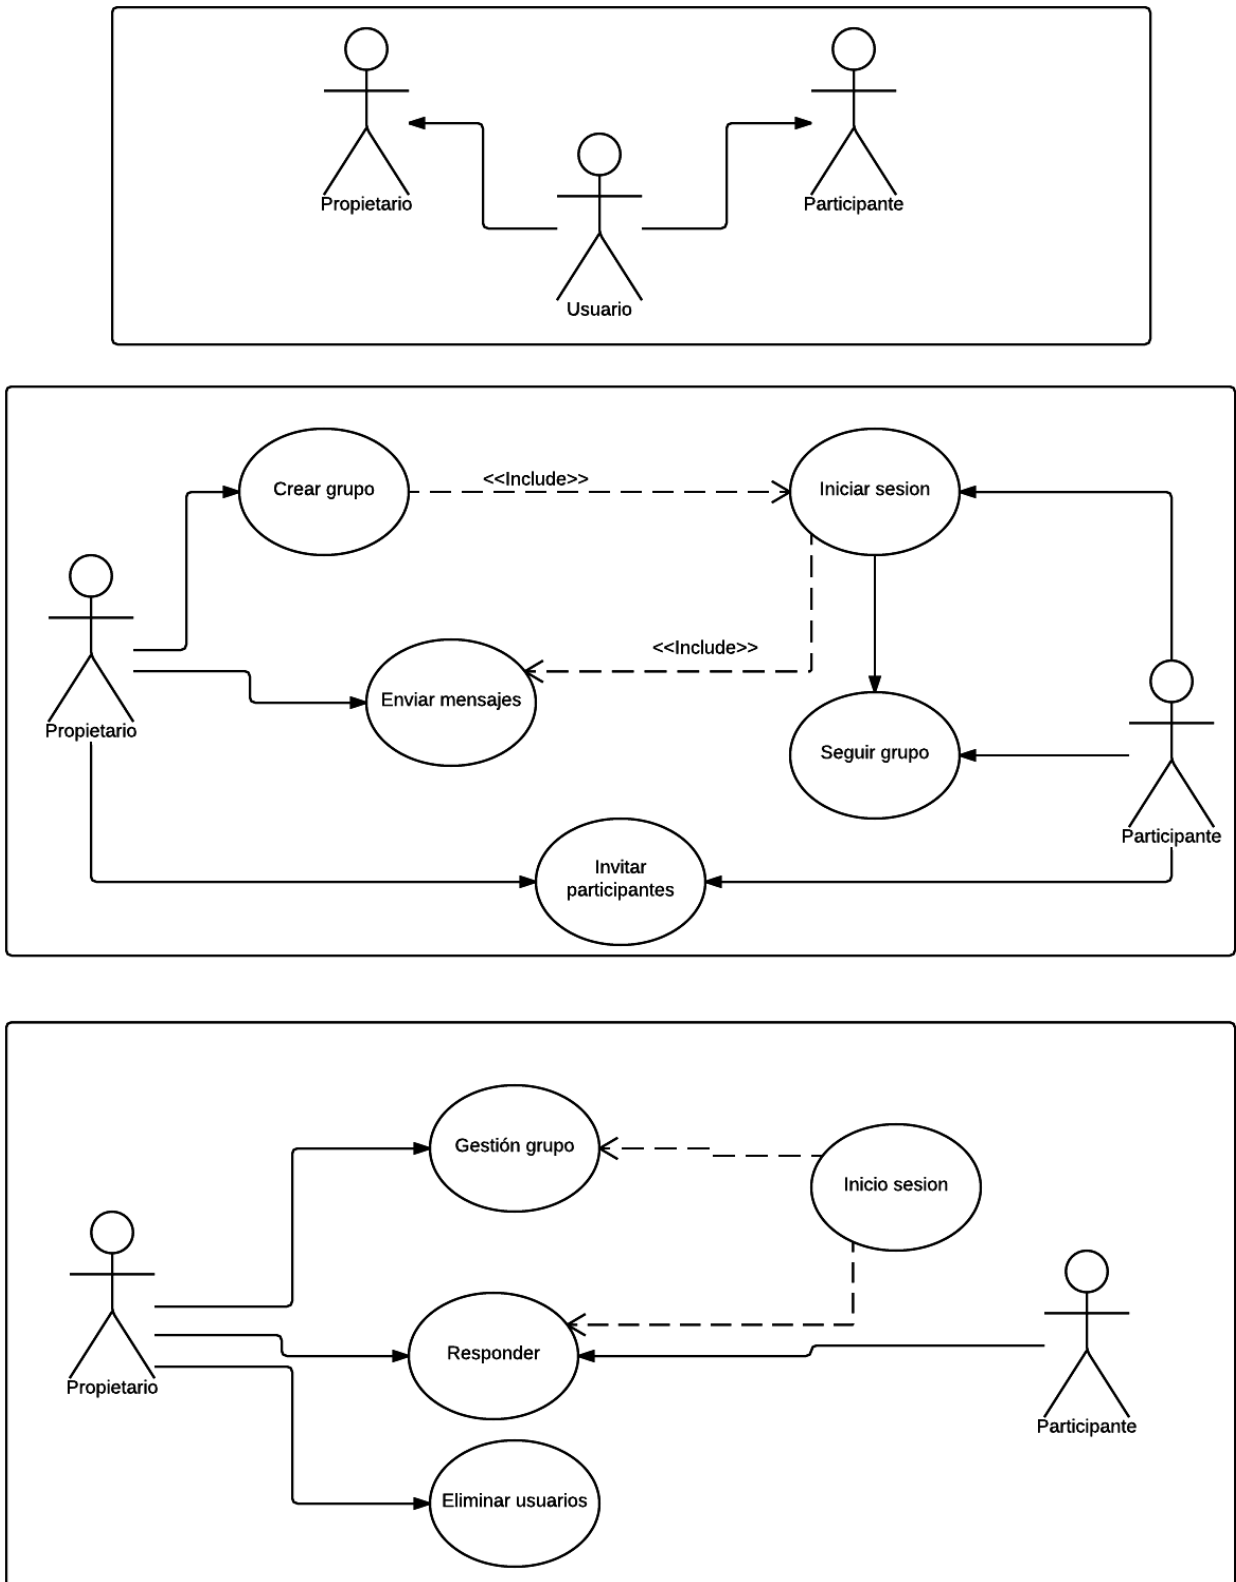 Propietario
Participante
Usuario
Crear grupo
<<Include>>
Iniciar sesion
<<Include>>
Enviar mensajes
Propietario
Seguir grupo
Participante
Invitar
participantes
Gestión grupo
Inicio sesion
Responder
Propietario
Participante
Eliminar usuarios